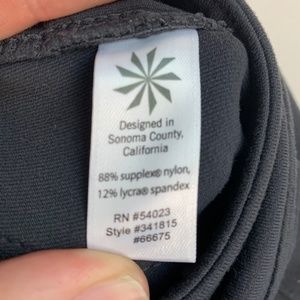 Designed in
Sonoma County,
California
88% supplex® nylon,
12% lycra® spandex
RN #54023
Style #341815
#66675